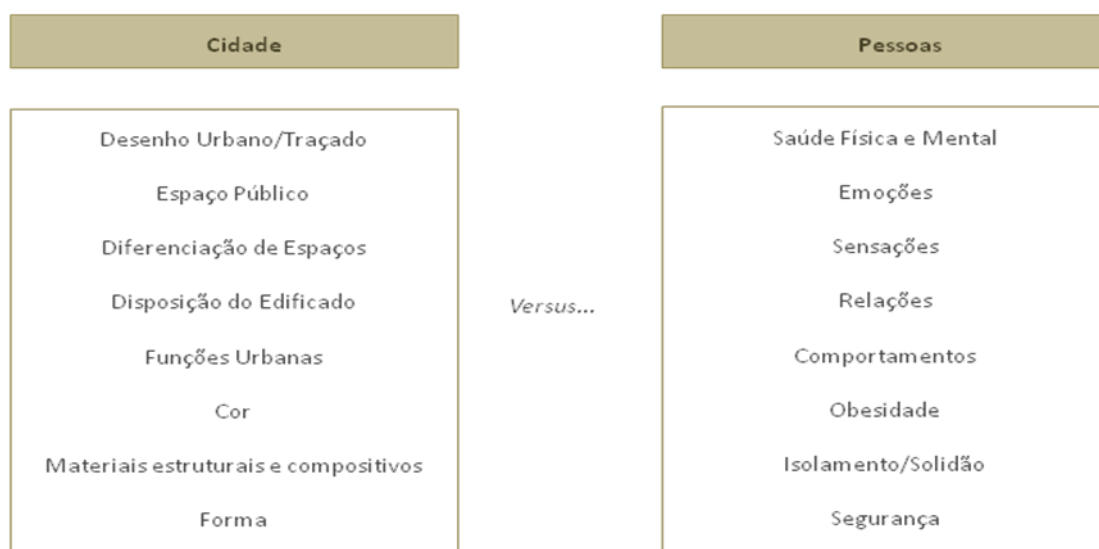 Cidade
Desenho Urbano/Traçado
Espaço Público
Diferenciação de Espaços
Disposição do Edificado
Funções Urbanas
Cor
Materiais estruturais e compositivos
Forma
Versus...
Pessoas
Saúde Física e Mental
Emoções
Sensações
Relações
Comportamentos
Obesidade
Isolamento/Solidão
Segurança